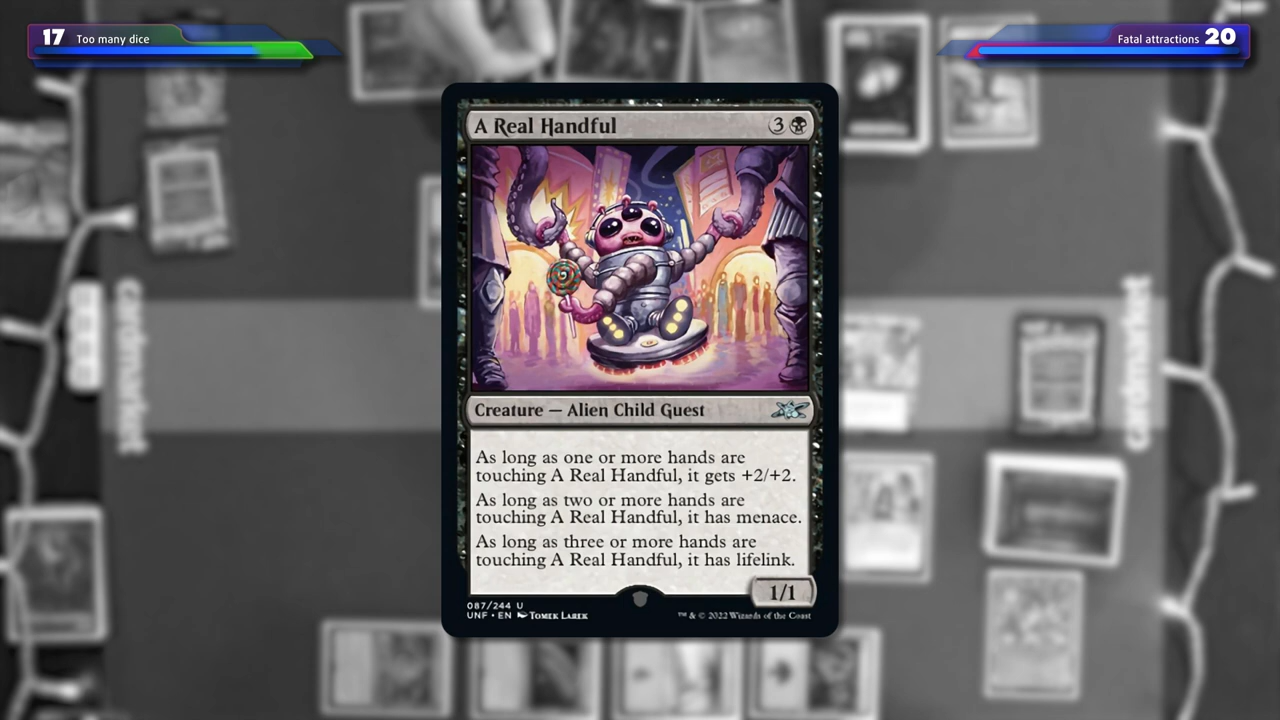 17 Too many dice
Fatal attractions 20
A Real Handful 3
Creature — Alien Child Guest
As long as one or more hands are
touching A Real Handful, it gets +2/+2.
As long as two or more hands are
touching A Real Handful, it has menace.
As long as three or more hands are
touching A Real Handful, it has lifelink.
1/1
087/244 U
UNF • EN Tomek Larek
™ & © 2022 Wizards of the Coast
cardmarket
cardmarket